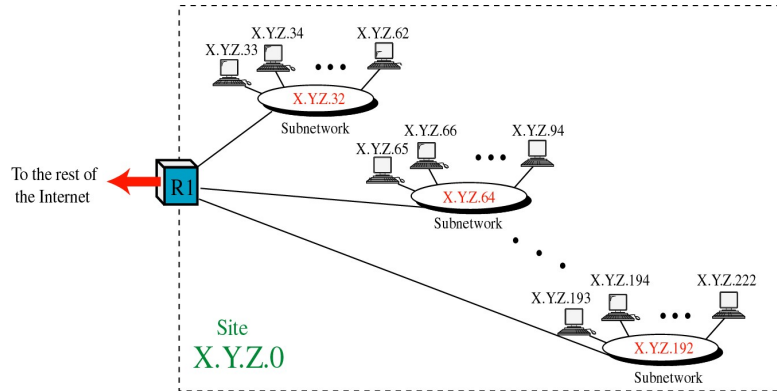 X.Y.Z.34
X.Y.Z.62
X.Y.Z.33
X.Y.Z.32
Subnetwork
X.Y.Z.66
X.Y.Z.94
X.Y.Z.65
To the rest of
the Internet
R1
X.Y.Z.64
Subnetwork
X.Y.Z.194
X.Y.Z.222
X.Y.Z.193
Site
X.Y.Z.0
X.Y.Z.192
Subnetwork